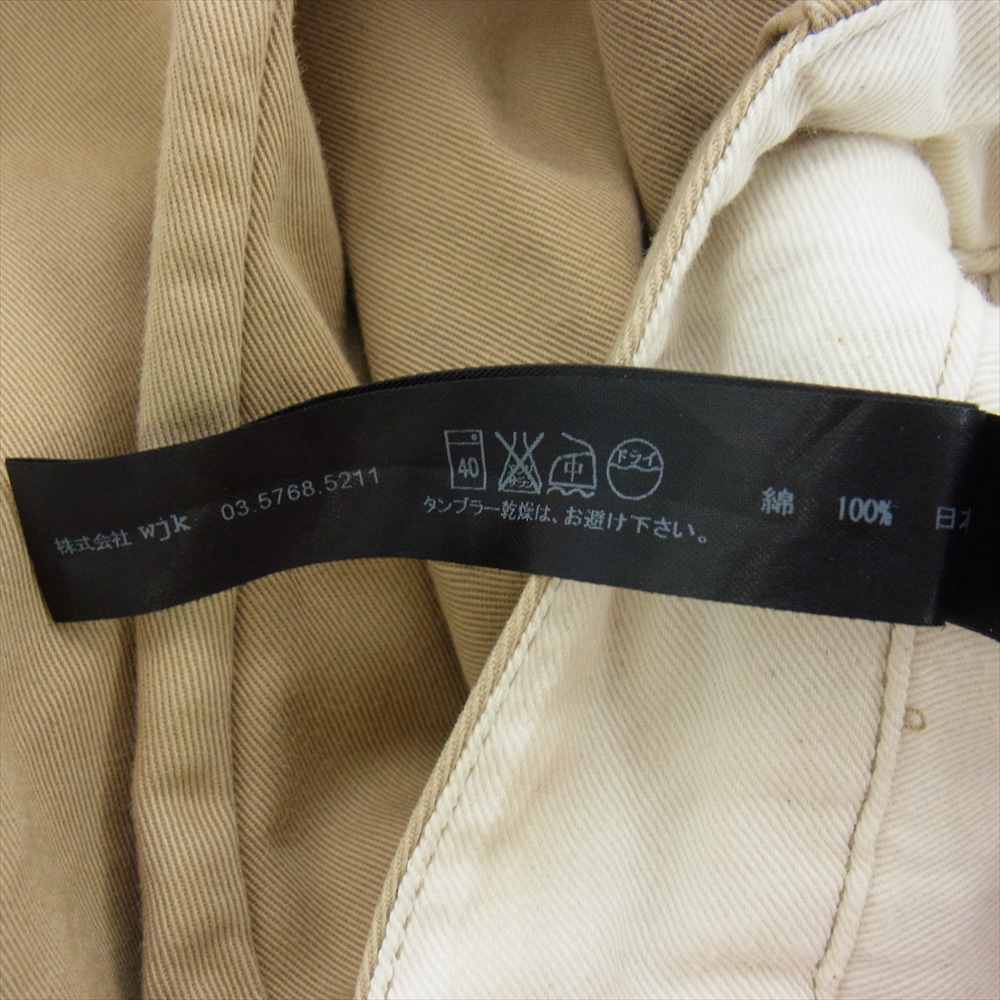 株式会社 wjk 03.5768.5211
40
中
ドライ
タンブラー乾燥は、お避け下さい。
綿 100%
日